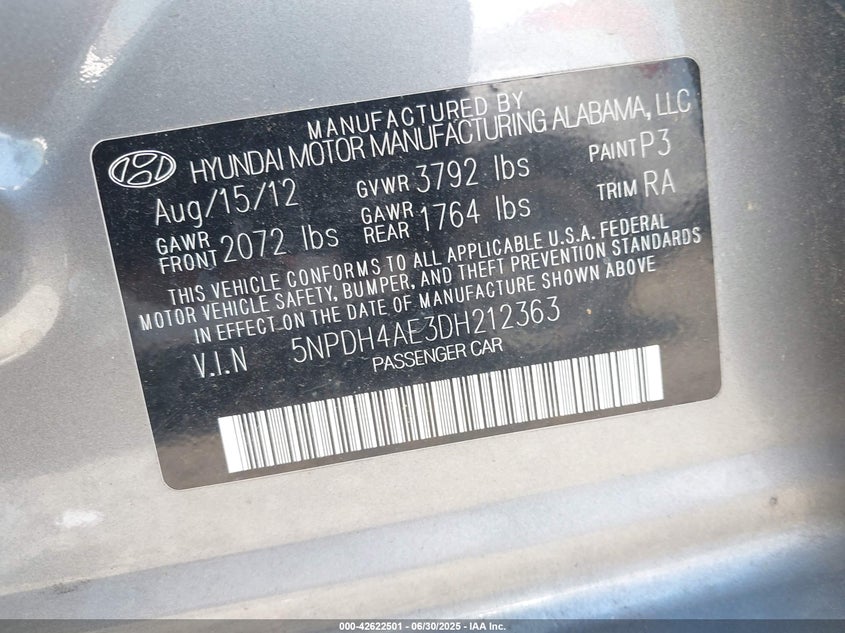 MANUFACTURED BY
HYUNDAI MOTOR MANUFACTURING ALABAMA, LLC
Aug/15/12 GVWR 3792 lbs PAINT P3
GAWR FRONT 2072 lbs GAWR REAR 1764 lbs TRIM RA
THIS VEHICLE CONFORMS TO ALL APPLICABLE U.S.A. FEDERAL
MOTOR VEHICLE SAFETY, BUMPER, AND THEFT PREVENTION STANDARDS
IN EFFECT ON THE DATE OF MANUFACTURE SHOWN ABOVE
V.I.N 5NPDH4AE3DH212363
PASSENGER CAR
000-42622501 - 06/30/2025 - IAA Inc.